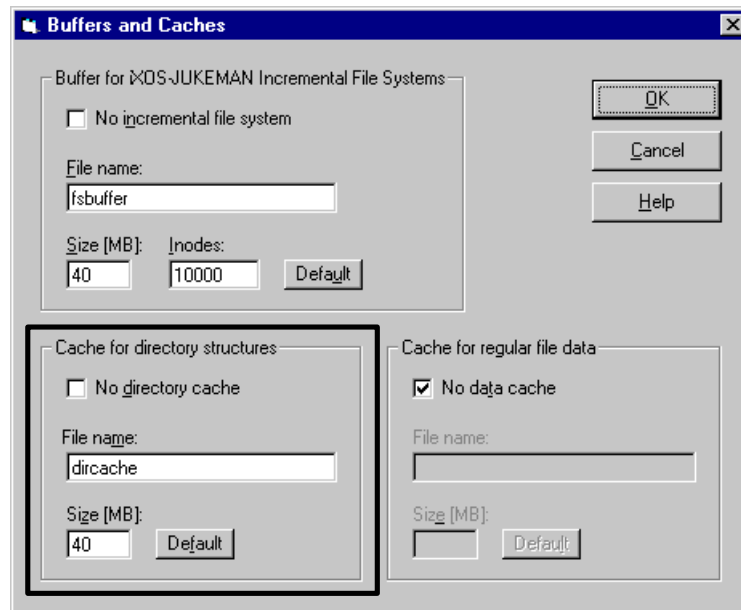 Buffers and Caches
Buffer for iXOS-JUKEMAN Incremental File Systems
No incremental file system
File name:
fsbuffer
Size [MB]: Inodes:
40 10000 Default
OK
Cancel
Help
Cache for directory structures
No directory cache
File name:
dircache
Size [MB]:
40 Default
Cache for regular file data
No data cache
File name:
Size [MB]:
Default